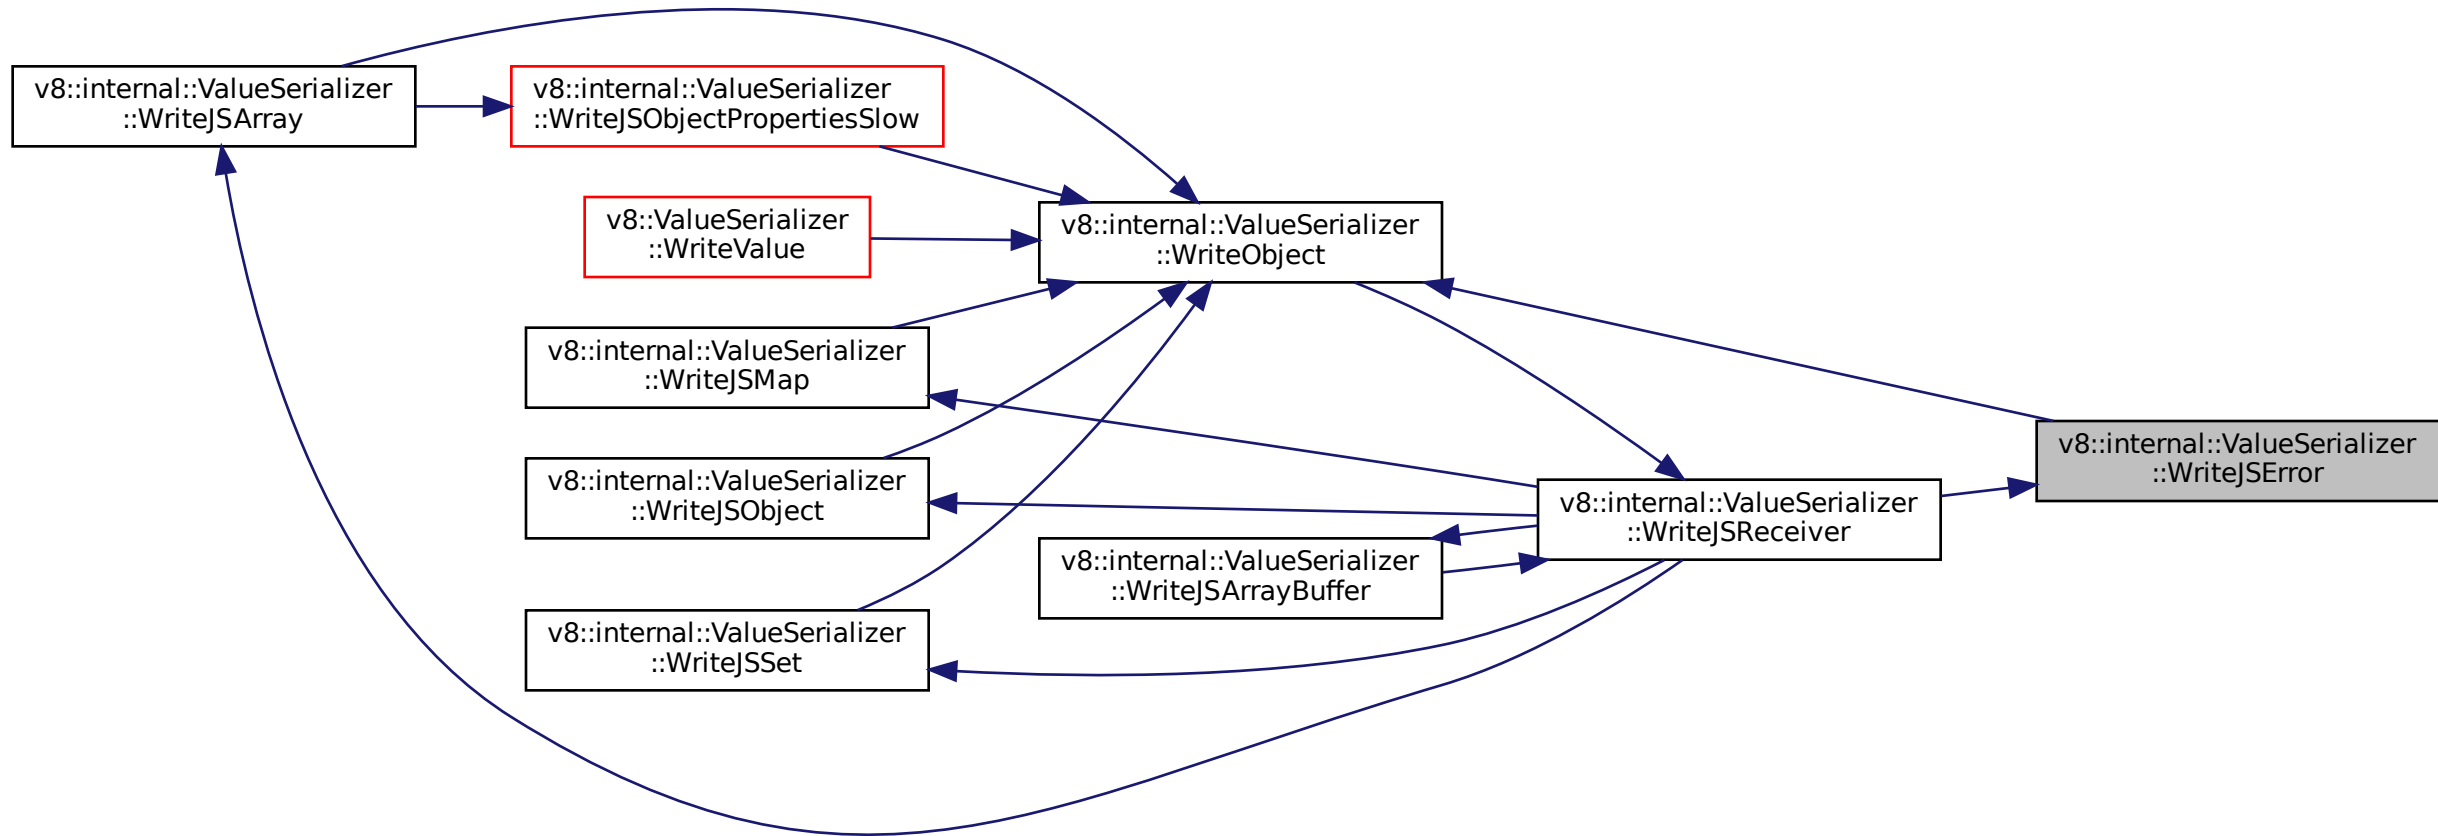 v8::internal::ValueSerializer
::WriteJSArray
v8::internal::ValueSerializer
::WriteJSObjectPropertiesSlow
v8::ValueSerializer
::WriteValue
v8::internal::ValueSerializer
::WriteObject
v8::internal::ValueSerializer
::WriteJSMap
v8::internal::ValueSerializer
::WriteJSObject
v8::internal::ValueSerializer
::WriteJSArrayBuffer
v8::internal::ValueSerializer
::WriteJSSet
v8::internal::ValueSerializer
::WriteJSReceiver
v8::internal::ValueSerializer
::WriteJSError